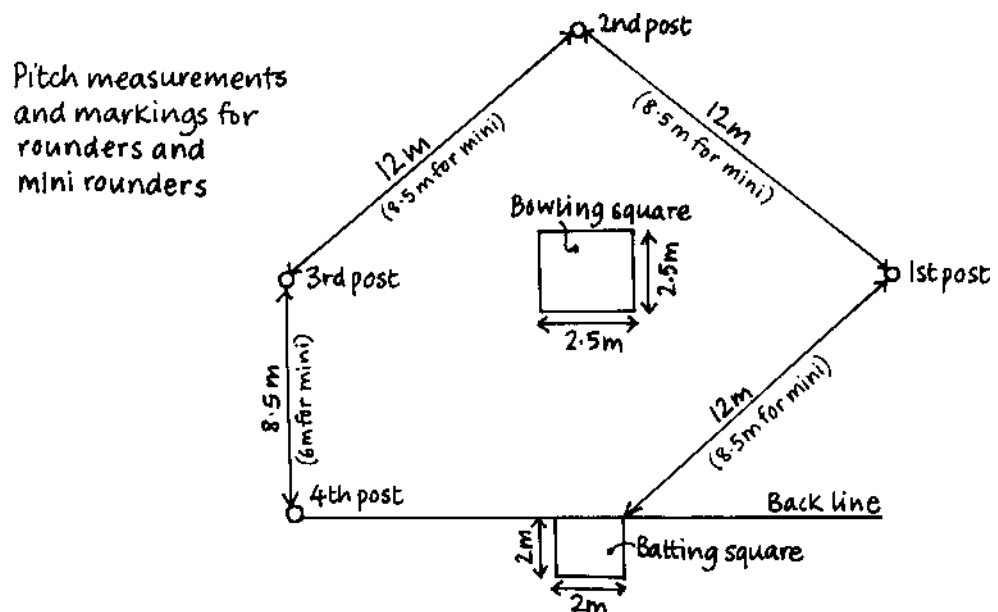 Pitch measurements
and markings for
rounders and
mini rounders
2nd post
12m
(8.5m for mini)
12m
(8.5m for mini)
Bowling square
2.5m
2.5m
3rd post
1st post
8.5m
(6m for mini)
12m
(8.5m for mini)
4th post
Back line
2m
Batting square
2m